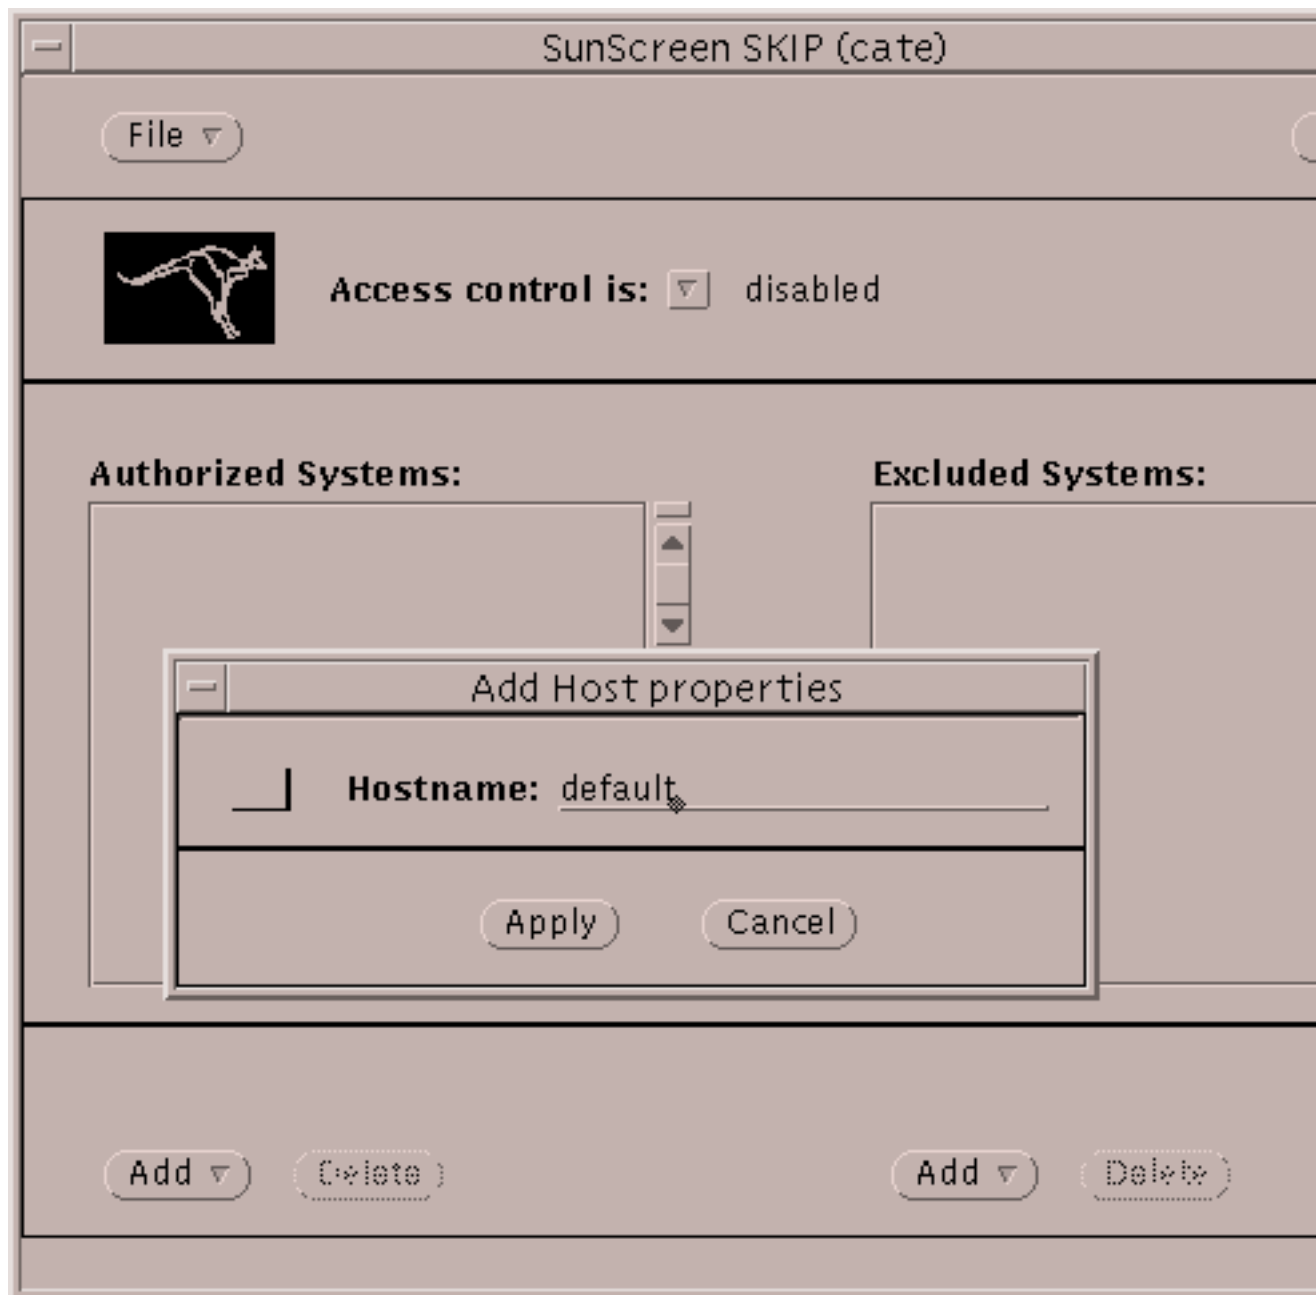 SunScreen SKIP (cate)
File
Access control is: disabled
Authorized Systems: Excluded Systems:
Add Host properties
Hostname: default
Apply Cancel
Add Delete Add Delete